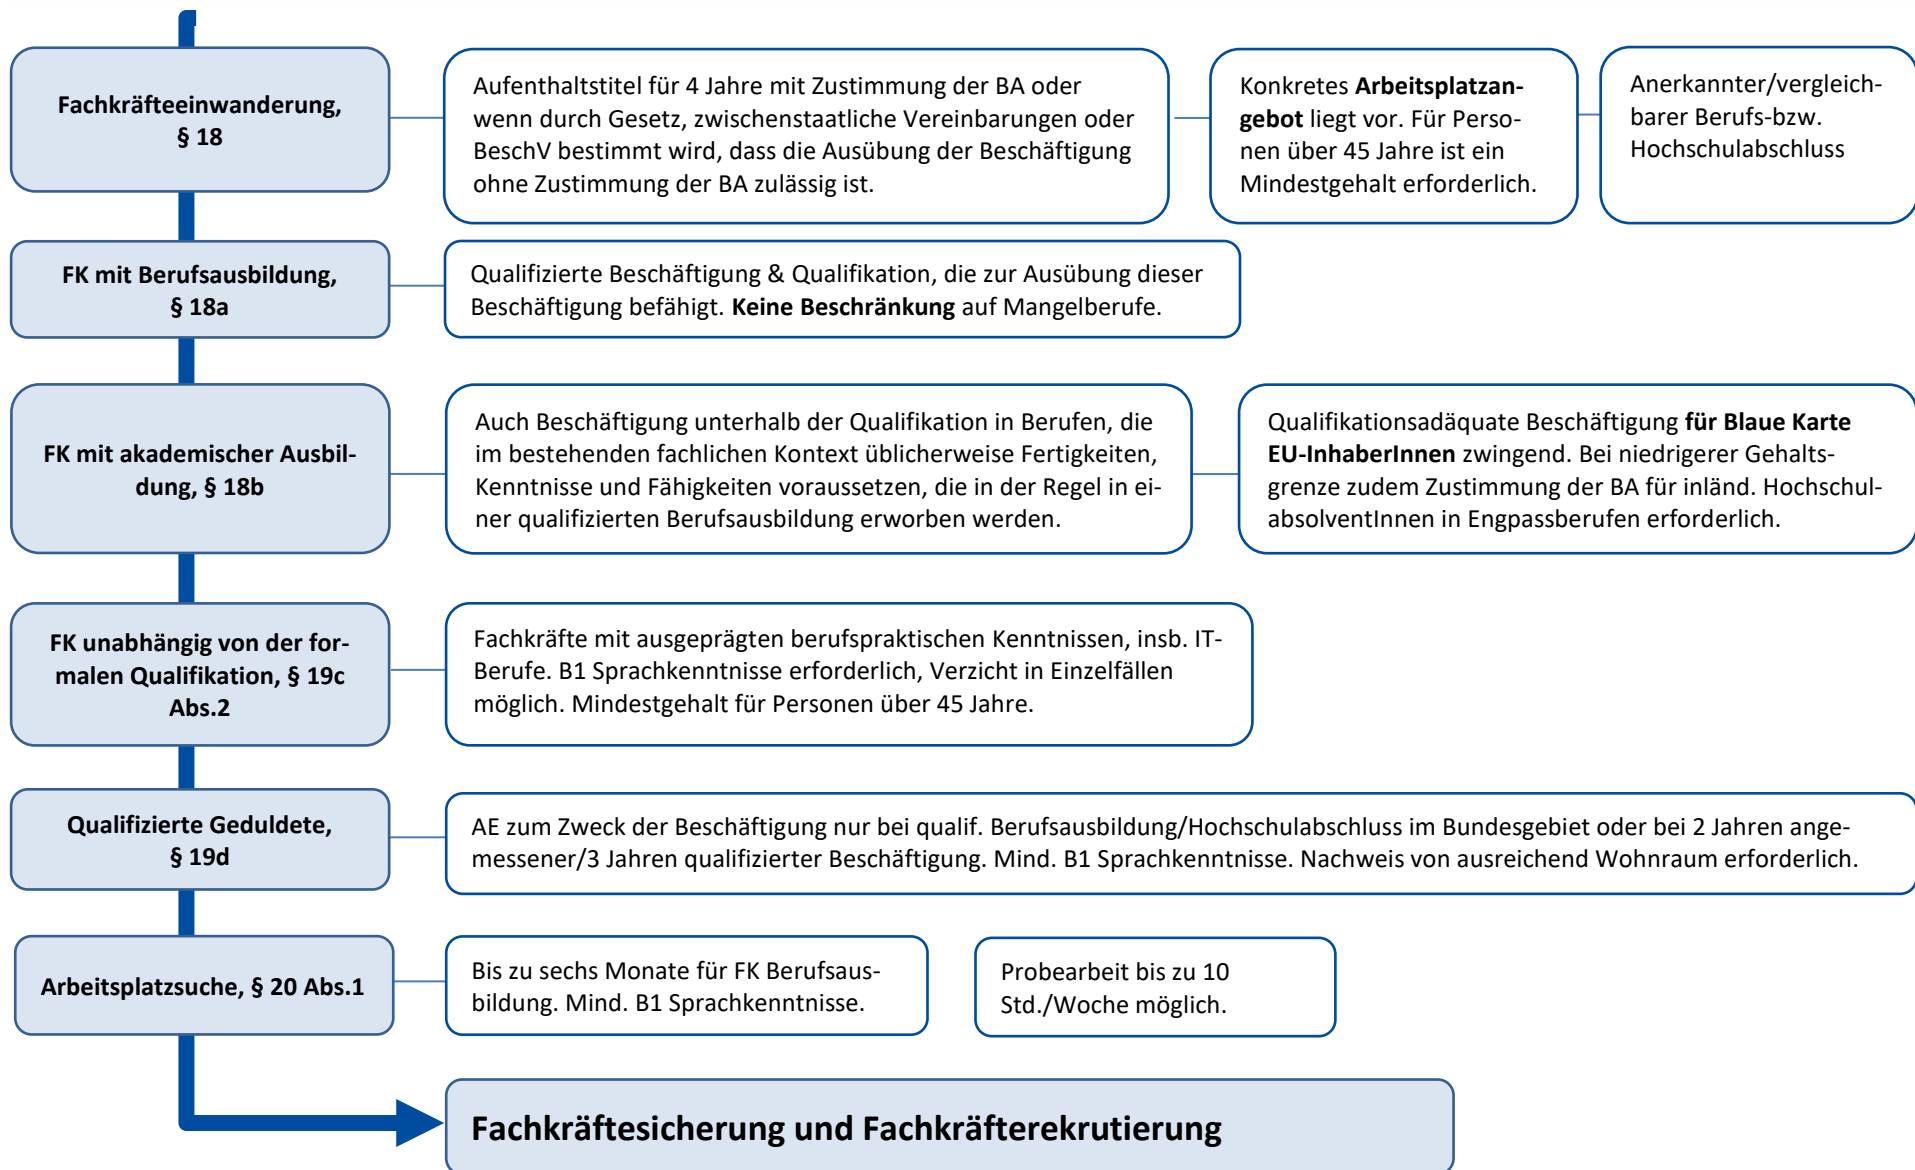 Fachkräfteeinwanderung,
§ 18
Aufenthaltstitel für 4 Jahre mit Zustimmung der BA oder
wenn durch Gesetz, zwischenstaatliche Vereinbarungen oder
BeschV bestimmt wird, dass die Ausübung der Beschäftigung
ohne Zustimmung der BA zulässig ist.
Konkretes Arbeitsplatzan-
gebot liegt vor. Für Perso-
nen über 45 Jahre ist ein
Mindestgehalt erforderlich.
Anerkannter/vergleich-
barer Berufs-bzw.
Hochschulabschluss
FK mit Berufsausbildung,
§ 18a
Qualifizierte Beschäftigung & Qualifikation, die zur Ausübung dieser
Beschäftigung befähigt. Keine Beschränkung auf Mangelberufe.
FK mit akademischer Ausbil-
dung, § 18b
Auch Beschäftigung unterhalb der Qualifikation in Berufen, die
im bestehenden fachlichen Kontext üblicherweise Fertigkeiten,
Kenntnisse und Fähigkeiten voraussetzen, die in der Regel in ei-
ner qualifizierten Berufsausbildung erworben werden.
Qualifikationsadäquate Beschäftigung für Blaue Karte
EU-InhaberInnen zwingend. Bei niedrigerer Gehalts-
grenze zudem Zustimmung der BA für inländ. Hochschul-
absolventInnen in Engpassberufen erforderlich.
FK unabhängig von der for-
malen Qualifikation, § 19c
Abs.2
Fachkräfte mit ausgeprägten berufspraktischen Kenntnissen, insb. IT-
Berufe. B1 Sprachkenntnisse erforderlich, Verzicht in Einzelfällen
möglich. Mindestgehalt für Personen über 45 Jahre.
Qualifizierte Geduldete,
§ 19d
AE zum Zweck der Beschäftigung nur bei qualif. Berufsausbildung/Hochschulabschluss im Bundesgebiet oder bei 2 Jahren ange-
messener/3 Jahren qualifizierter Beschäftigung. Mind. B1 Sprachkenntnisse. Nachweis von ausreichend Wohnraum erforderlich.
Arbeitsplatzsuche, § 20 Abs.1
Bis zu sechs Monate für FK Berufsaus-
bildung. Mind. B1 Sprachkenntnisse.
Probearbeit bis zu 10
Std./Woche möglich.
Fachkräftesicherung und Fachkräfterekrutierung